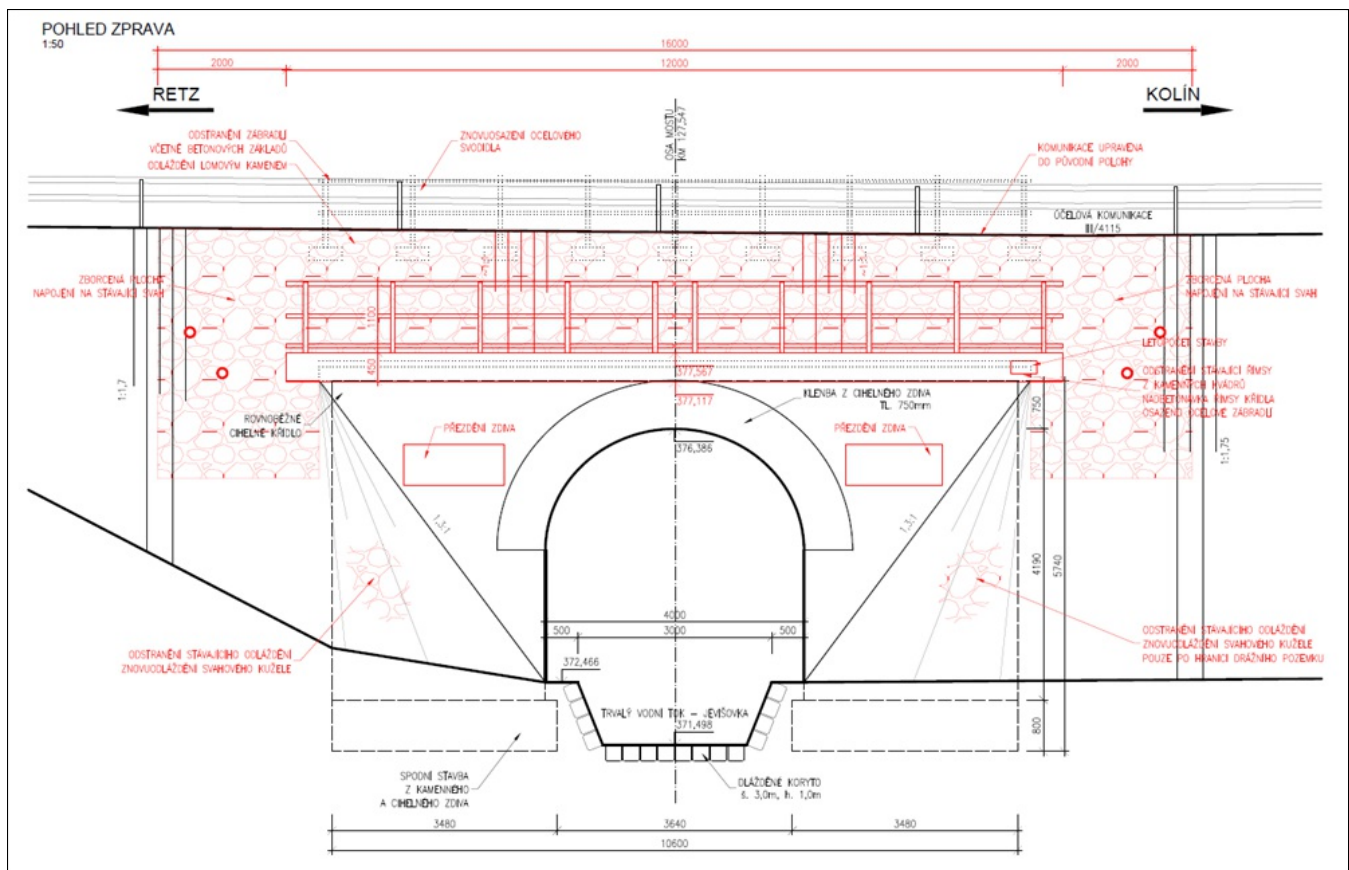 POHLED ZPRAVA
1:50
16000
2000
12000
2000
RETZ
KOLÍN
OSA MOSTU
KM 127,547
ODSTRANĚNÍ ZÁBRADLÍ
VČETNĚ BETONOVÝCH ZÁKLADŮ
ODLÁŽDĚNÍ LOMOVÝM KAMENEM
ZNOVUOSAZENÍ OCELOVÉHO
SVODIDLA
KOMUNIKACE UPRAVENA
DO PŮVODNÍ POLOHY
ÚČELOVÁ KOMUNIKACE
III/4115
ZBORCENÁ PLOCHA
NAPOJENÍ NA STÁVAJÍCÍ SVAH
ZBORCENÁ PLOCHA
NAPOJENÍ NA STÁVAJÍCÍ SVAH
1100
450
1:1,7
1:1,75
LETOPOČET STAVBY
ODSTRANĚNÍ STÁVAJÍCÍ ŘÍMSY
Z KAMENNÝCH KVÁDRŮ
NADBETONÁVKA ŘÍMSY KŘÍDLA
OSAZENO OCELOVÉ ZÁBRADLÍ
377,567
377,117
376,386
KLENBA Z CIHELNÉHO ZDIVA
TL. 750mm
ROVNOBĚŽNÉ
CIHELNÉ KŘÍDLO
PŘEZDĚNÍ ZDIVA
PŘEZDĚNÍ ZDIVA
750
1,3:1
1,3:1
4190
5740
800
4000
500
3000
500
372,466
TRVALÝ VODNÍ TOK – JEVIŠOVKA
371,498
ODSTRANĚNÍ STÁVAJÍCÍHO ODLÁŽDĚNÍ
ZNOVUODLÁŽDĚNÍ SVAHOVÉHO KUŽELE
ODSTRANĚNÍ STÁVAJÍCÍHO ODLÁŽDĚNÍ
ZNOVUODLÁŽDĚNÍ SVAHOVÉHO KUŽELE
POUZE PO HRANICI DRÁŽNÍHO POZEMKU
SPODNÍ STAVBA
Z KAMENNÉHO
A CIHELNÉHO ZDIVA
DLÁŽDĚNÉ KORYTO
š. 3,0m, h. 1,0m
3480
3640
3480
10600